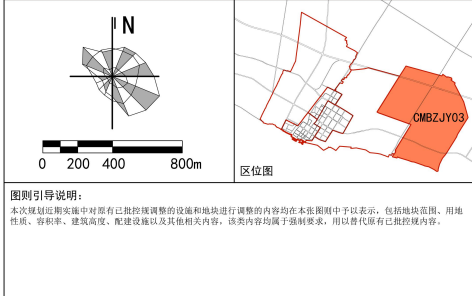 N
0 200 400 800m
CMBZJY03
区位图
图则引导说明：
本次规划近期实施中对原有已批控规调整的设施和地块进行调整的内容均在本张图则中予以表示，包括地块范围、用地
性质、容积率、建筑高度、配建设施以及其他相关内容，该类内容均属于强制要求，用以替代原有已批控规内容。